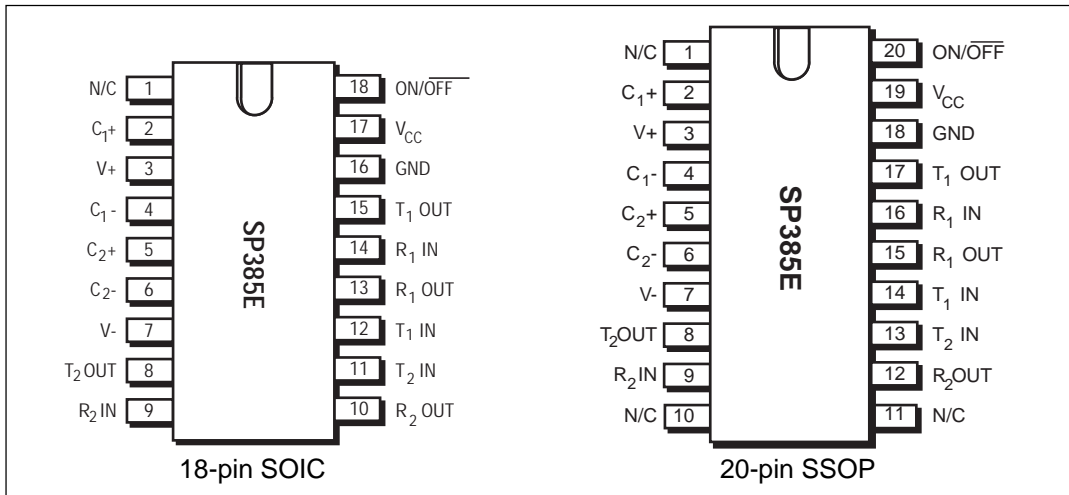 N/C 1 18 ON/OFF
C1+ 2 17 VCC
V+ 3 16 GND
C1- 4 15 T1 OUT
C2+ 5 14 R1 IN
C2- 6 13 R1 OUT
V- 7 12 T1 IN
T2 OUT 8 11 T2 IN
R2 IN 9 10 R2 OUT
SP385E
18-pin SOIC
N/C 1 20 ON/OFF
C1+ 2 19 VCC
V+ 3 18 GND
C1- 4 17 T1 OUT
C2+ 5 16 R1 IN
C2- 6 15 R1 OUT
V- 7 14 T1 IN
T2OUT 8 13 T2 IN
R2IN 9 12 R2OUT
N/C 10 11 N/C
SP385E
20-pin SSOP